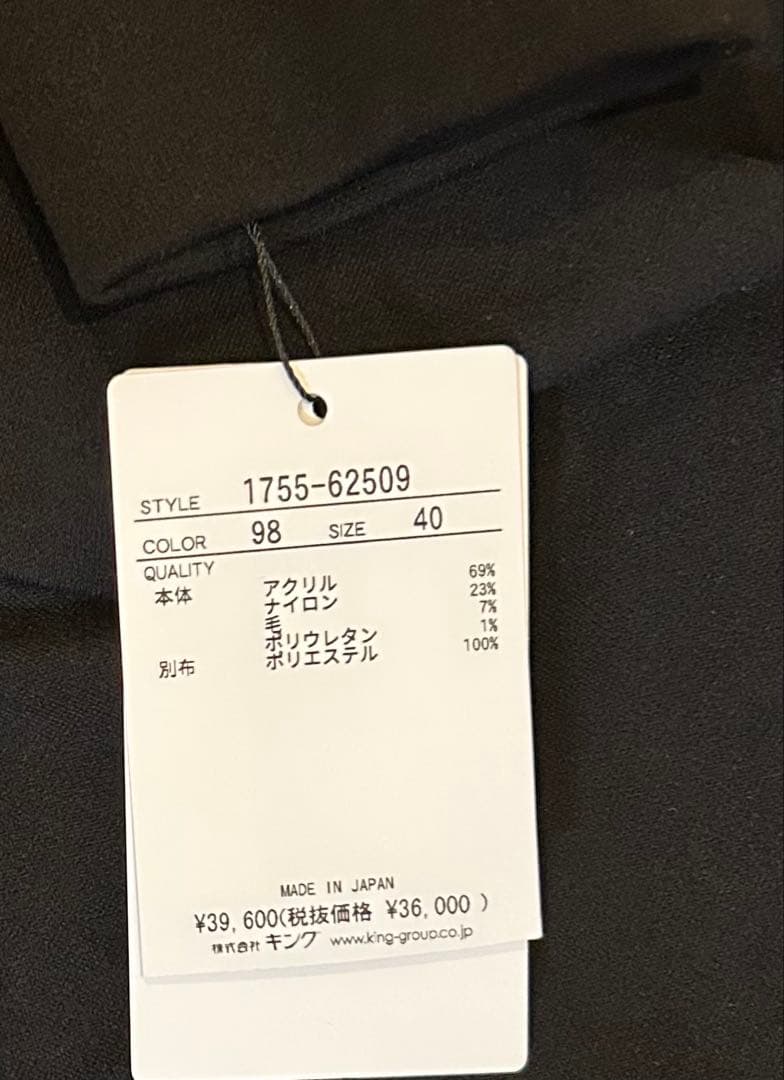 STYLE 1755-62509
COLOR 98 SIZE 40
QUALITY
本体 アクリル 69%
ナイロン 23%
毛 7%
ポリウレタン 1%
別布 ポリエステル 100%
MADE IN JAPAN
¥39,600(税抜価格 ¥36,000 )
株式会社 キング www.king-group.co.jp